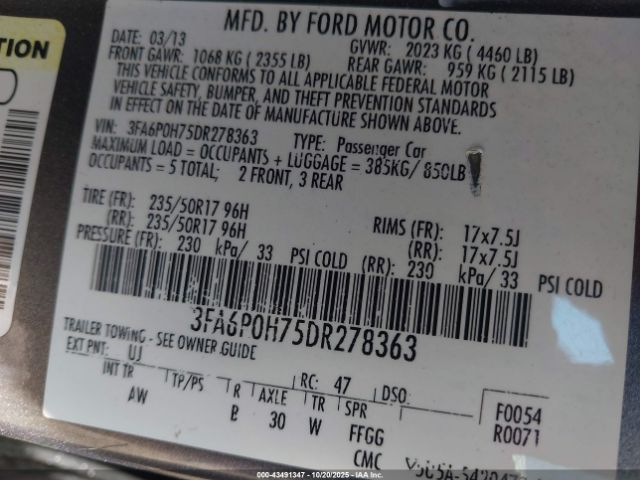 TION
MFD. BY FORD MOTOR CO.
DATE: 03/13 GVWR: 2023 KG ( 4460 LB)
FRONT GAWR: 1068 KG ( 2355 LB) REAR GAWR: 959 KG ( 2115 LB)
THIS VEHICLE CONFORMS TO ALL APPLICABLE FEDERAL MOTOR
VEHICLE SAFETY, BUMPER, AND THEFT PREVENTION STANDARDS
IN EFFECT ON THE DATE OF MANUFACTURE SHOWN ABOVE.
VIN: 3FA6P0H75DR278363 TYPE: Passenger Car
MAXIMUM LOAD = OCCUPANTS + LUGGAGE = 385KG/ 850LB
OCCUPANTS = 5 TOTAL; 2 FRONT, 3 REAR
TIRE (FR): 235/50R17 96H RIMS (FR): 17x7.5J
(RR): 235/50R17 96H (RR): 17x7.5J
PRESSURE (FR): 230 kPa/ 33 PSI COLD (RR): 230 kPa/ 33 PSI COLD
3FA6P0H75DR278363
TRAILER TOWING - SEE OWNER GUIDE
EXT PNT: UJ RC: 47 DSO:
INT TR TP/PS R AXLE TR SPR F0054
AW B 30 W FFGG R0071
CMC
© 43491347 - 10/20/2025 - IAAI.com